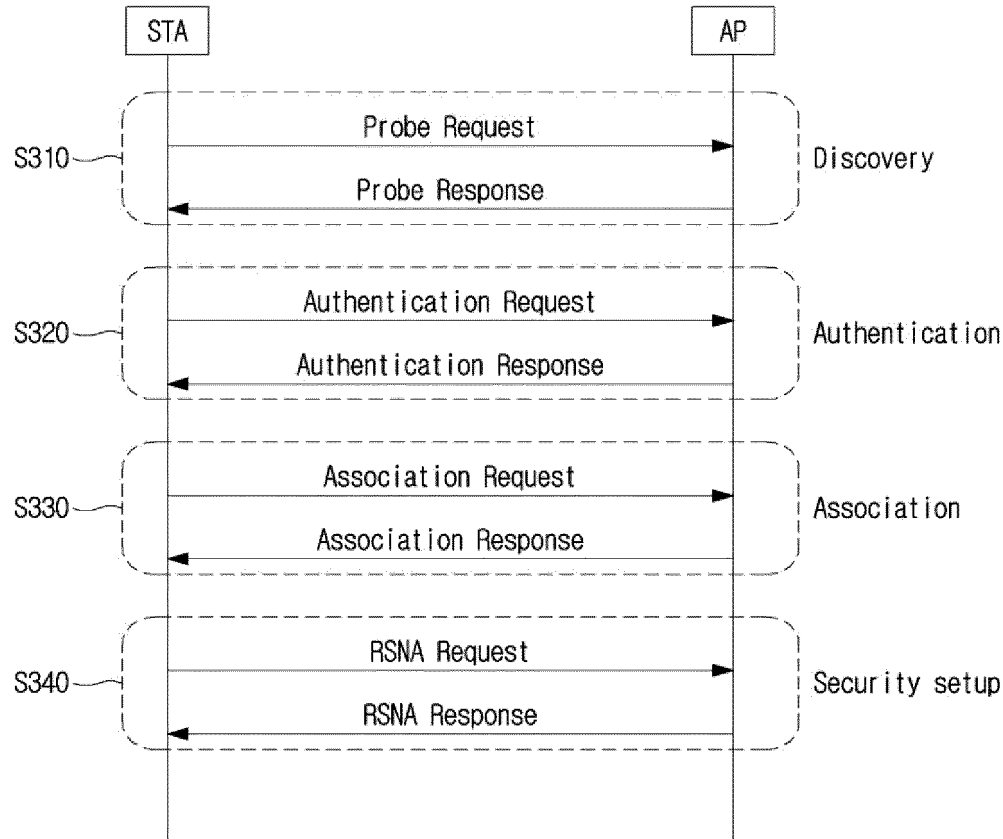 STA
AP
Probe Request
S310
Discovery
Probe Response
Authentication Request
S320
Authentication
Authentication Response
Association Request
S330
Association
Association Response
RSNA Request
S340
Security setup
RSNA Response